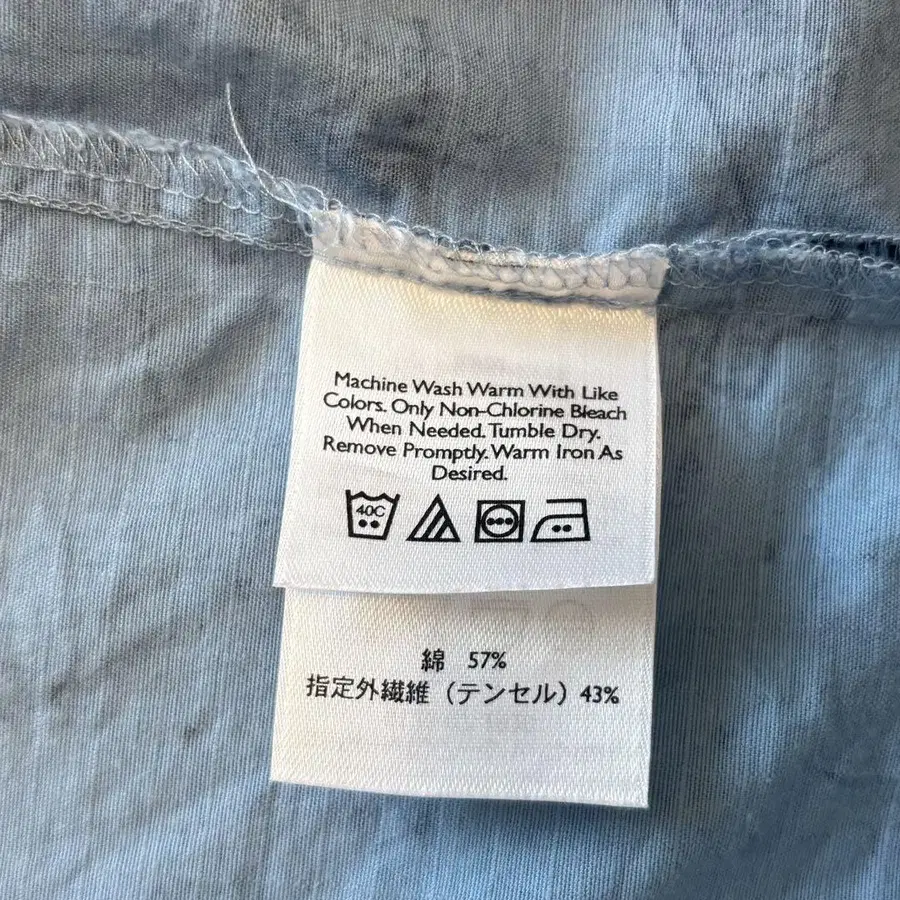 Machine Wash Warm With Like
Colors. Only Non-Chlorine Bleach
When Needed. Tumble Dry.
Remove Promptly. Warm Iron As
Desired.
40C
綿 57%
指定外繊維（テンセル）43%